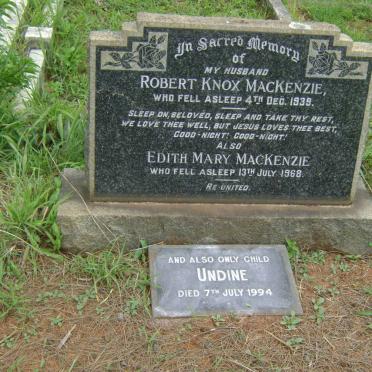 In Sacred Memory
of
MY HUSBAND
ROBERT KNOX MACKENZIE,
WHO FELL ASLEEP 4TH DEC. 1939.
SLEEP ON, BELOVED, SLEEP AND TAKE THY REST,
WE LOVE THEE WELL, BUT JESUS LOVES THEE BEST,
GOOD-NIGHT! GOOD-NIGHT.
ALSO
EDITH MARY MACKENZIE
WHO FELL ASLEEP 13TH JULY 1968.
RE-UNITED.
AND ALSO ONLY CHILD
UNDINE
DIED 7TH JULY 1994